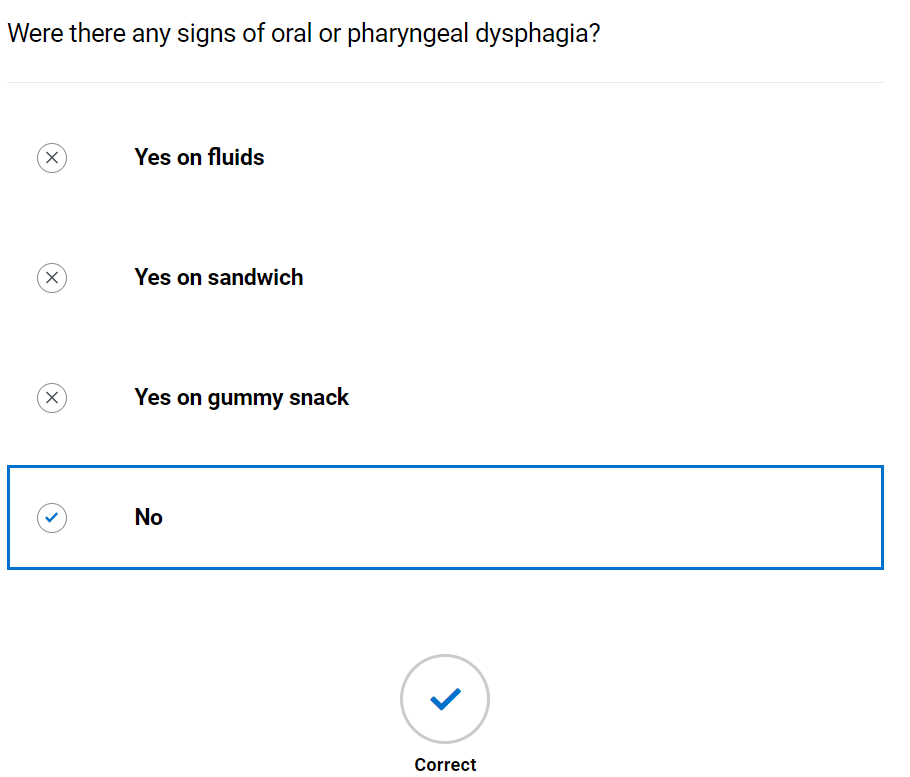 Were there any signs of oral or pharyngeal dysphagia?
Yes on fluids
Yes on sandwich
Yes on gummy snack
No
Correct